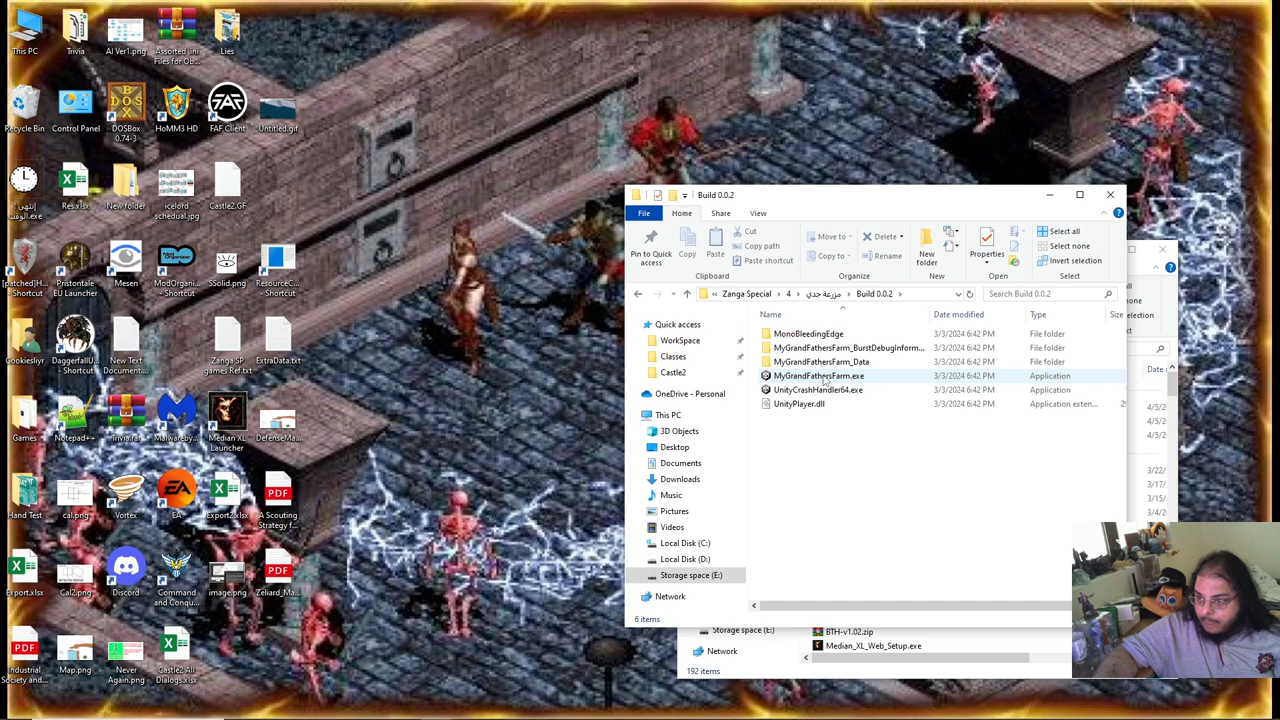 This PC
Trivia
AI Ver1.png
Assorted .ini
Files for Ob...
Lies
Recycle Bin
Control Panel
DOSBox
0.74-3
HoMM3 HD
FAF Client
Untitled.gif
إنتهى
الوقت.exe
Res.xlsx
New folder
icelord
schedual.jpg
Castle2.GF
[patched]H...
- Shortcut
Pristontale
EU Launcher
Mesen
ModOrgani...
- Shortcut
SSolid.png
ResourceC...
- Shortcut
Cookiesliyr
DaggerfallU...
- Shortcut
New Text
Document...
Zanga SP
games Ref.txt
ExtraData.txt
Games
Notepad++
Trivia.rar
Malwareby...
Median XL
Launcher
DefenseMa...
Hand Test
cal.png
Vortex
EA
Export2.xlsx
A Scouting
Strategy f...
Export.xlsx
Cal2.png
Discord
Command
and Conqu...
image.png
Zeliard_Ma...
Industrial
Society and...
Map.png
Never
Again.png
Castle2 All
Dialogs.xlsx
Build 0.0.2
File
Home
Share
View
Pin to Quick
access
Copy
Paste
Cut
Copy path
Paste shortcut
Clipboard
Move to
Copy to
Delete
Rename
Organize
New
folder
New
Properties
Open
Select all
Select none
Invert selection
Select
« Zanga Special > 4 > مزرعة جدي > Build 0.0.2 >
Search Build 0.0.2
Name
Date modified
Type
Size
MonoBleedingEdge 3/3/2024 6:42 PM File folder
MyGrandFathersFarm_BurstDebugInform... 3/3/2024 6:42 PM File folder
MyGrandFathersFarm_Data 3/3/2024 6:42 PM File folder
MyGrandFathersFarm.exe 3/3/2024 6:42 PM Application
UnityCrashHandler64.exe 3/3/2024 6:42 PM Application
UnityPlayer.dll 3/3/2024 6:42 PM Application exten...
Quick access
WorkSpace
Classes
Castle2
OneDrive - Personal
This PC
3D Objects
Desktop
Documents
Downloads
Music
Pictures
Videos
Local Disk (C:)
Local Disk (D:)
Storage space (E:)
Network
6 items
Storage space (E:)
Network
BTH-v1.02.zip
Median_XL_Web_Setup.exe
192 items